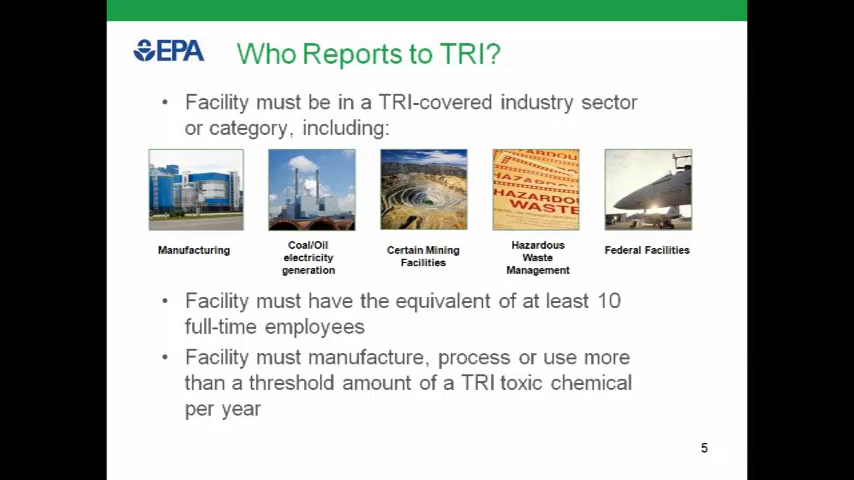 EPA
Who Reports to TRI?
• Facility must be in a TRI-covered industry sector
or category, including:
HAZARDOUS
WASTE
Manufacturing
Coal/Oil
electricity
generation
Certain Mining
Facilities
Hazardous
Waste
Management
Federal Facilities
• Facility must have the equivalent of at least 10
full-time employees
• Facility must manufacture, process or use more
than a threshold amount of a TRI toxic chemical
per year
5